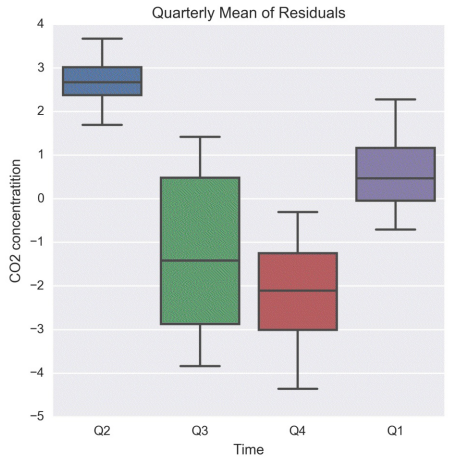 Quarterly Mean of Residuals
4
3
2
1
0
−1
−2
−3
−4
−5
CO2 concentratition
Q2 Q3 Q4 Q1
Time